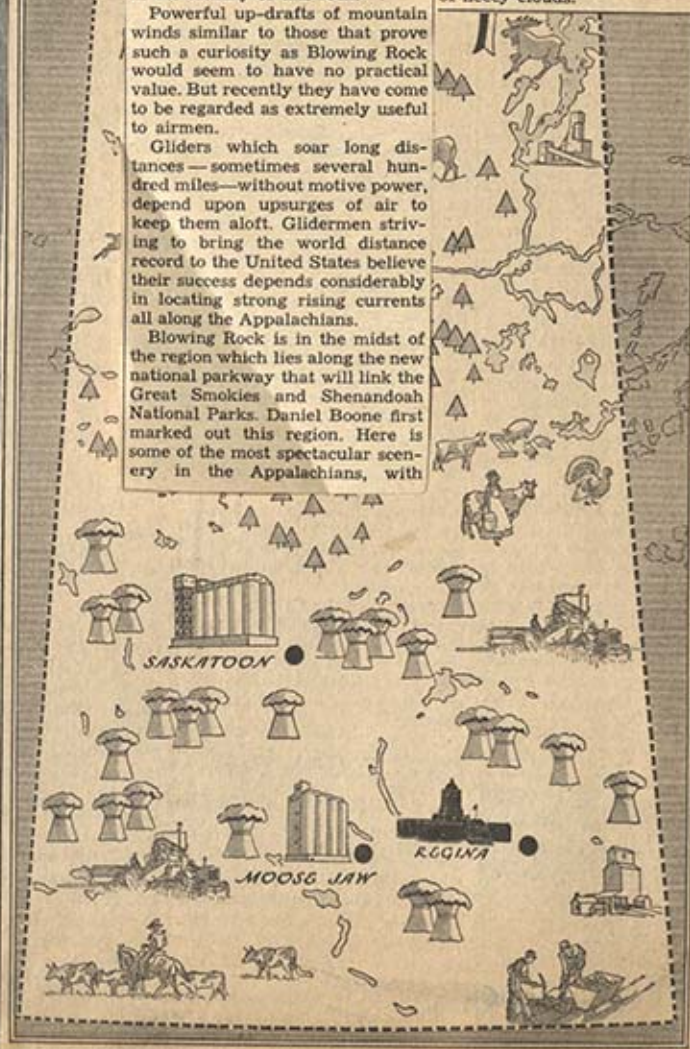 of fleecy clouds.
Powerful up-drafts of mountain
winds similar to those that prove
such a curiosity as Blowing Rock
would seem to have no practical
value. But recently they have come
to be regarded as extremely useful
to airmen.
Gliders which soar long dis-
tances—sometimes several hun-
dred miles—without motive power,
depend upon upsurges of air to
keep them aloft. Glidermen striv-
ing to bring the world distance
record to the United States believe
their success depends considerably
in locating strong rising currents
all along the Appalachians.
Blowing Rock is in the midst of
the region which lies along the new
national parkway that will link the
Great Smokies and Shenandoah
National Parks. Daniel Boone first
marked out this region. Here is
some of the most spectacular scen-
ery in the Appalachians, with
SASKATOON
REGINA
MOOSE JAW